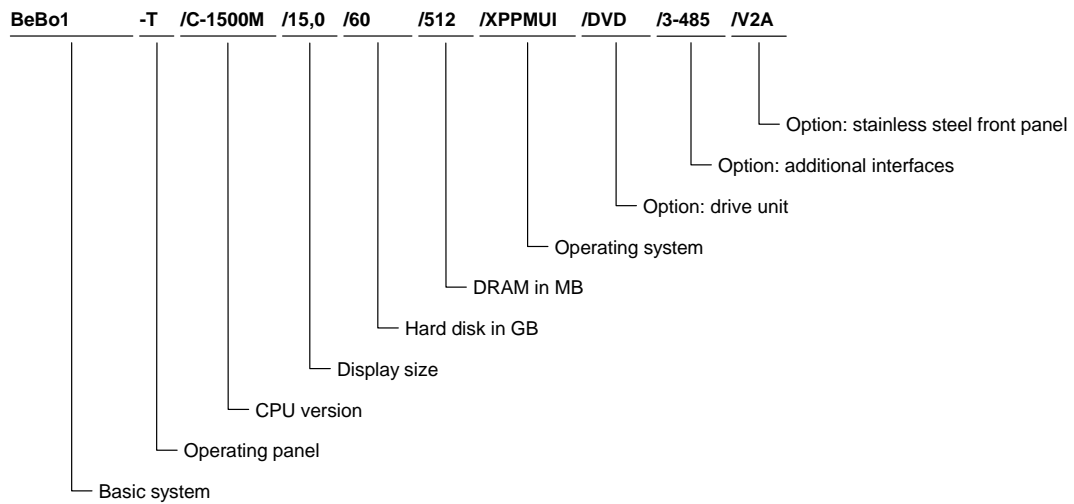 BeBo1 -T /C-1500M /15,0 /60 /512 /XPPMUI /DVD /3-485 /V2A
Option: stainless steel front panel
Option: additional interfaces
Option: drive unit
Operating system
DRAM in MB
Hard disk in GB
Display size
CPU version
Operating panel
Basic system